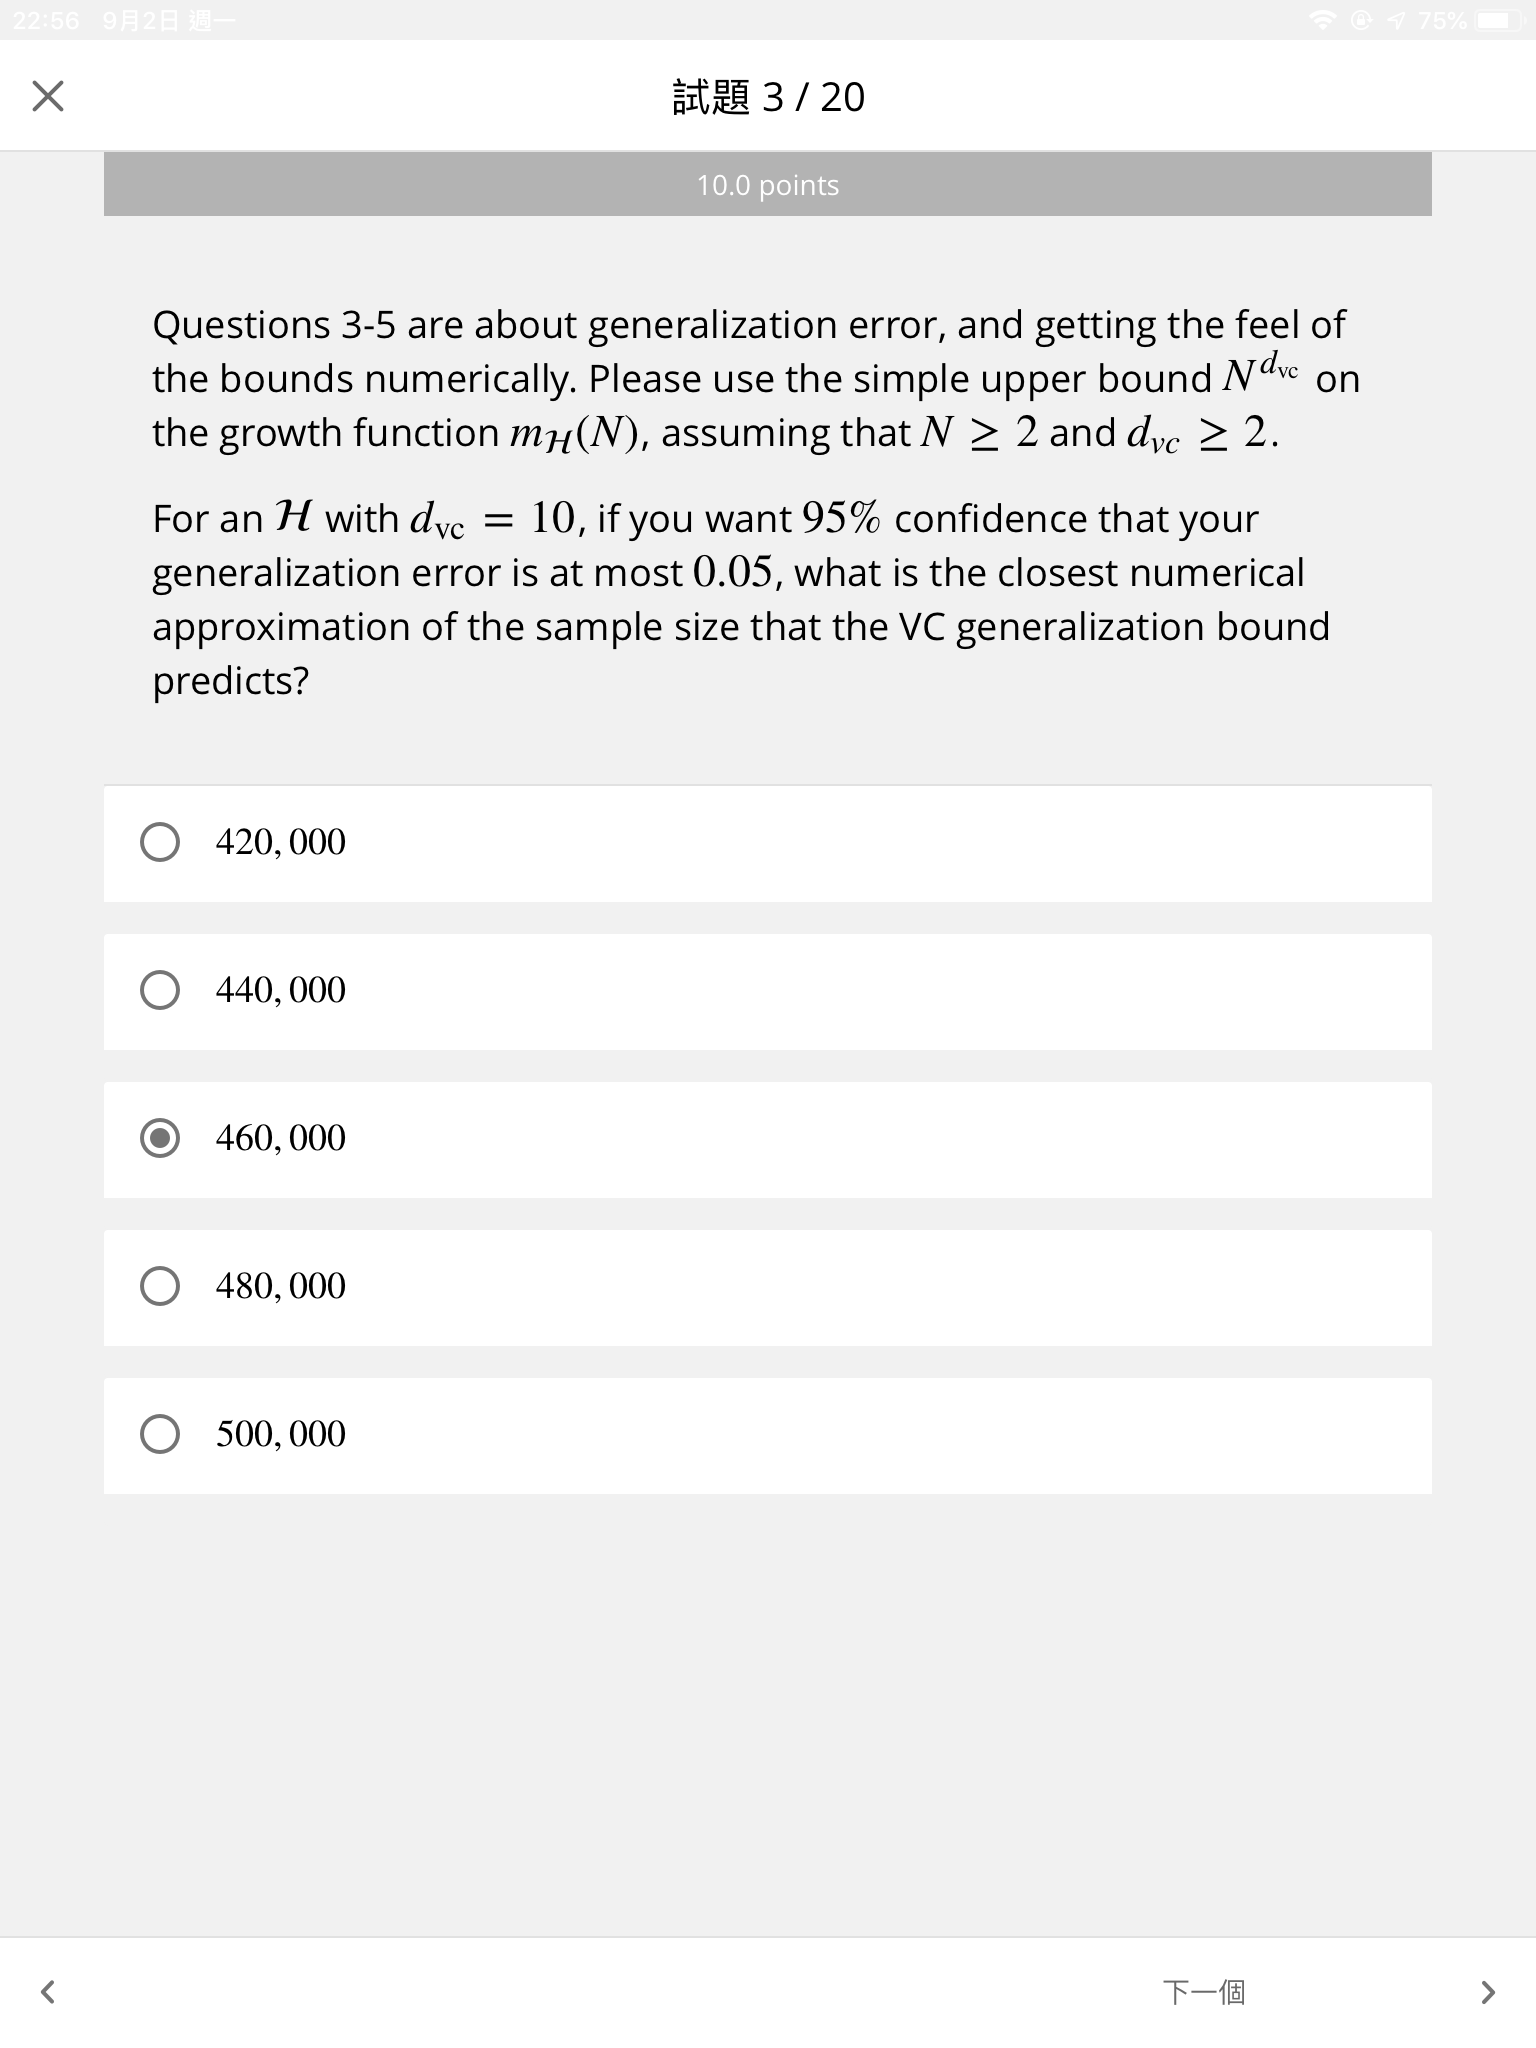 22:56 9月2日 週一
75%
試題 3 / 20
10.0 points
Questions 3-5 are about generalization error, and getting the feel of
the bounds numerically. Please use the simple upper bound $N^{d_{\text{vc}}}$ on
the growth function $m_{\mathcal{H}}(N)$, assuming that $N \geq 2$ and $d_{vc} \geq 2$.
For an $\mathcal{H}$ with $d_{\text{vc}} = 10$, if you want 95% confidence that your
generalization error is at most 0.05, what is the closest numerical
approximation of the sample size that the VC generalization bound
predicts?
420, 000
440, 000
460, 000
480, 000
500, 000
下一個